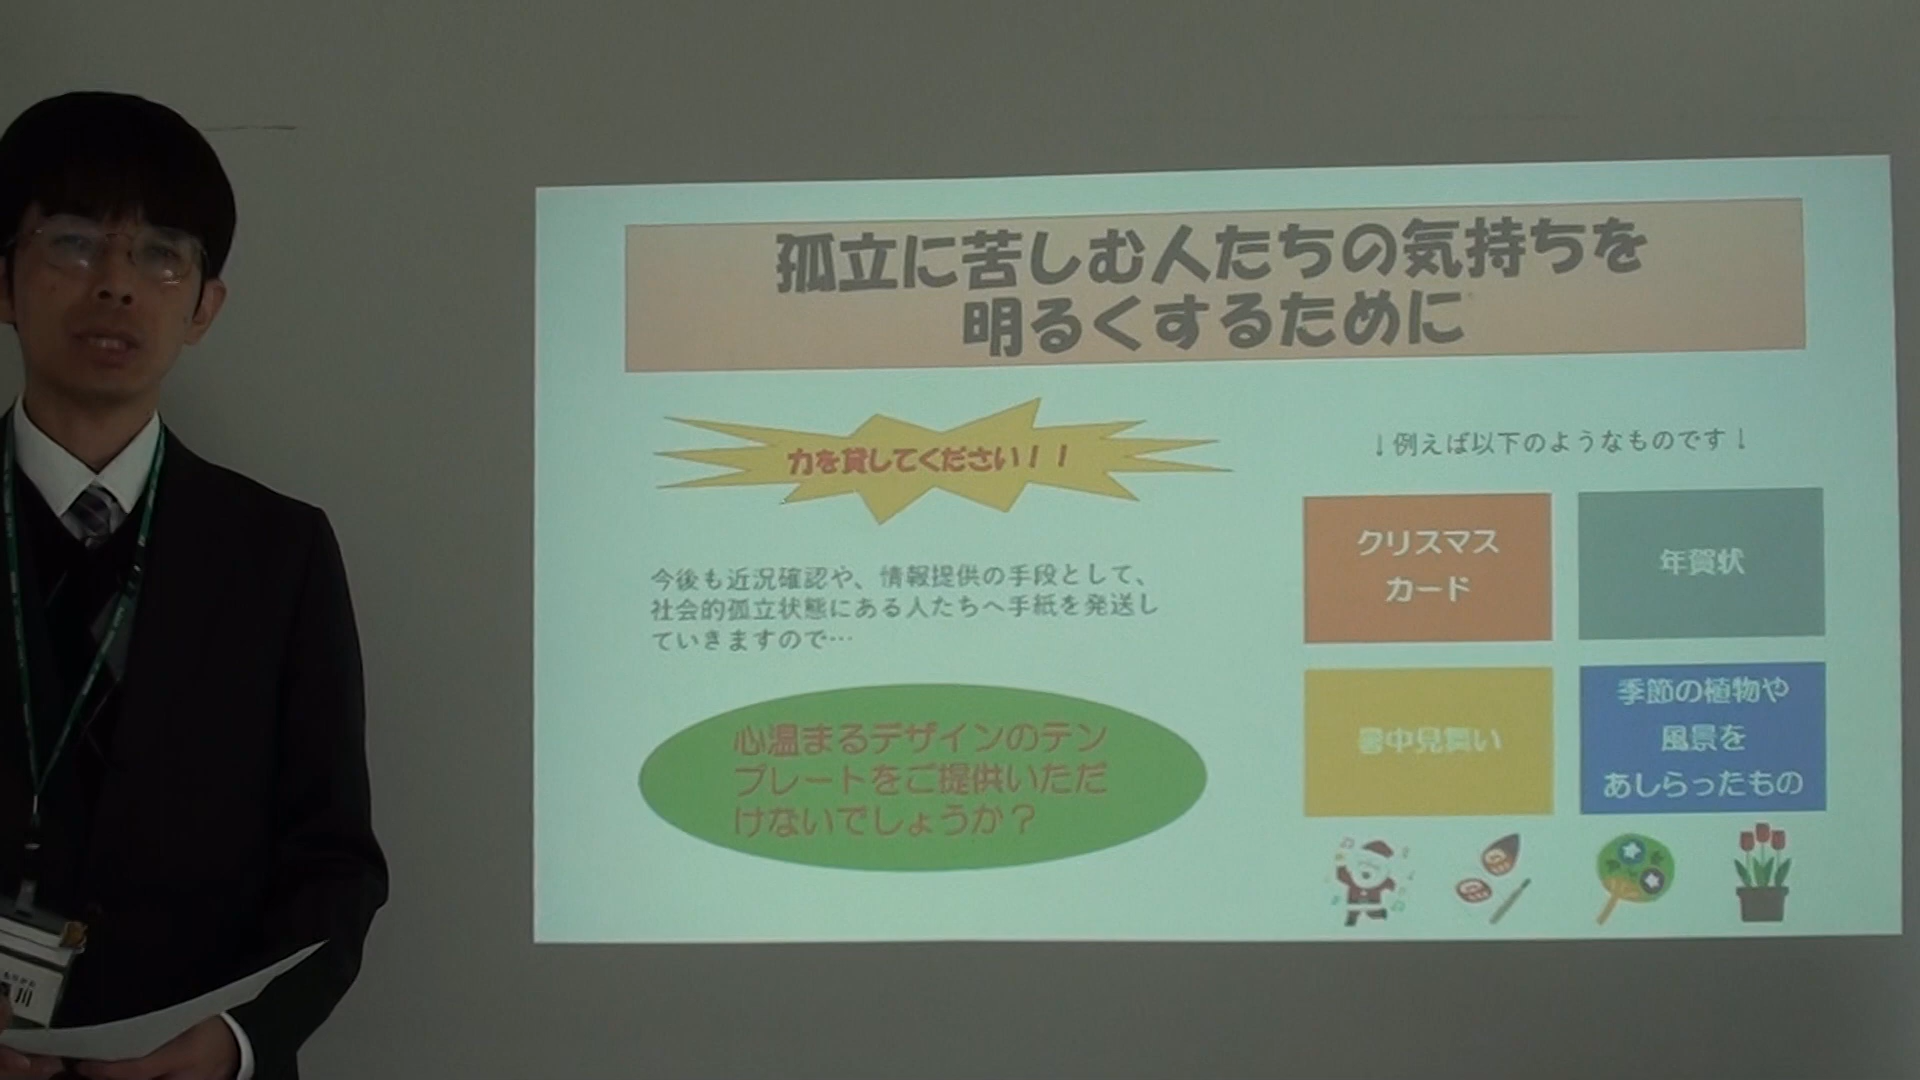 孤立に苦しむ人たちの気持ちを
明るくするために
力を貸してください！！
今後も近況確認や、情報提供の手段として、
社会的孤立状態にある人たちへ手紙を発送し
ていきますので…
心温まるデザインのテン
プレートをご提供いただ
けないでしょうか？
↓例えば以下のようなものです↓
クリスマス
カード
年賀状
暑中見舞い
季節の植物や
風景を
あしらったもの
川